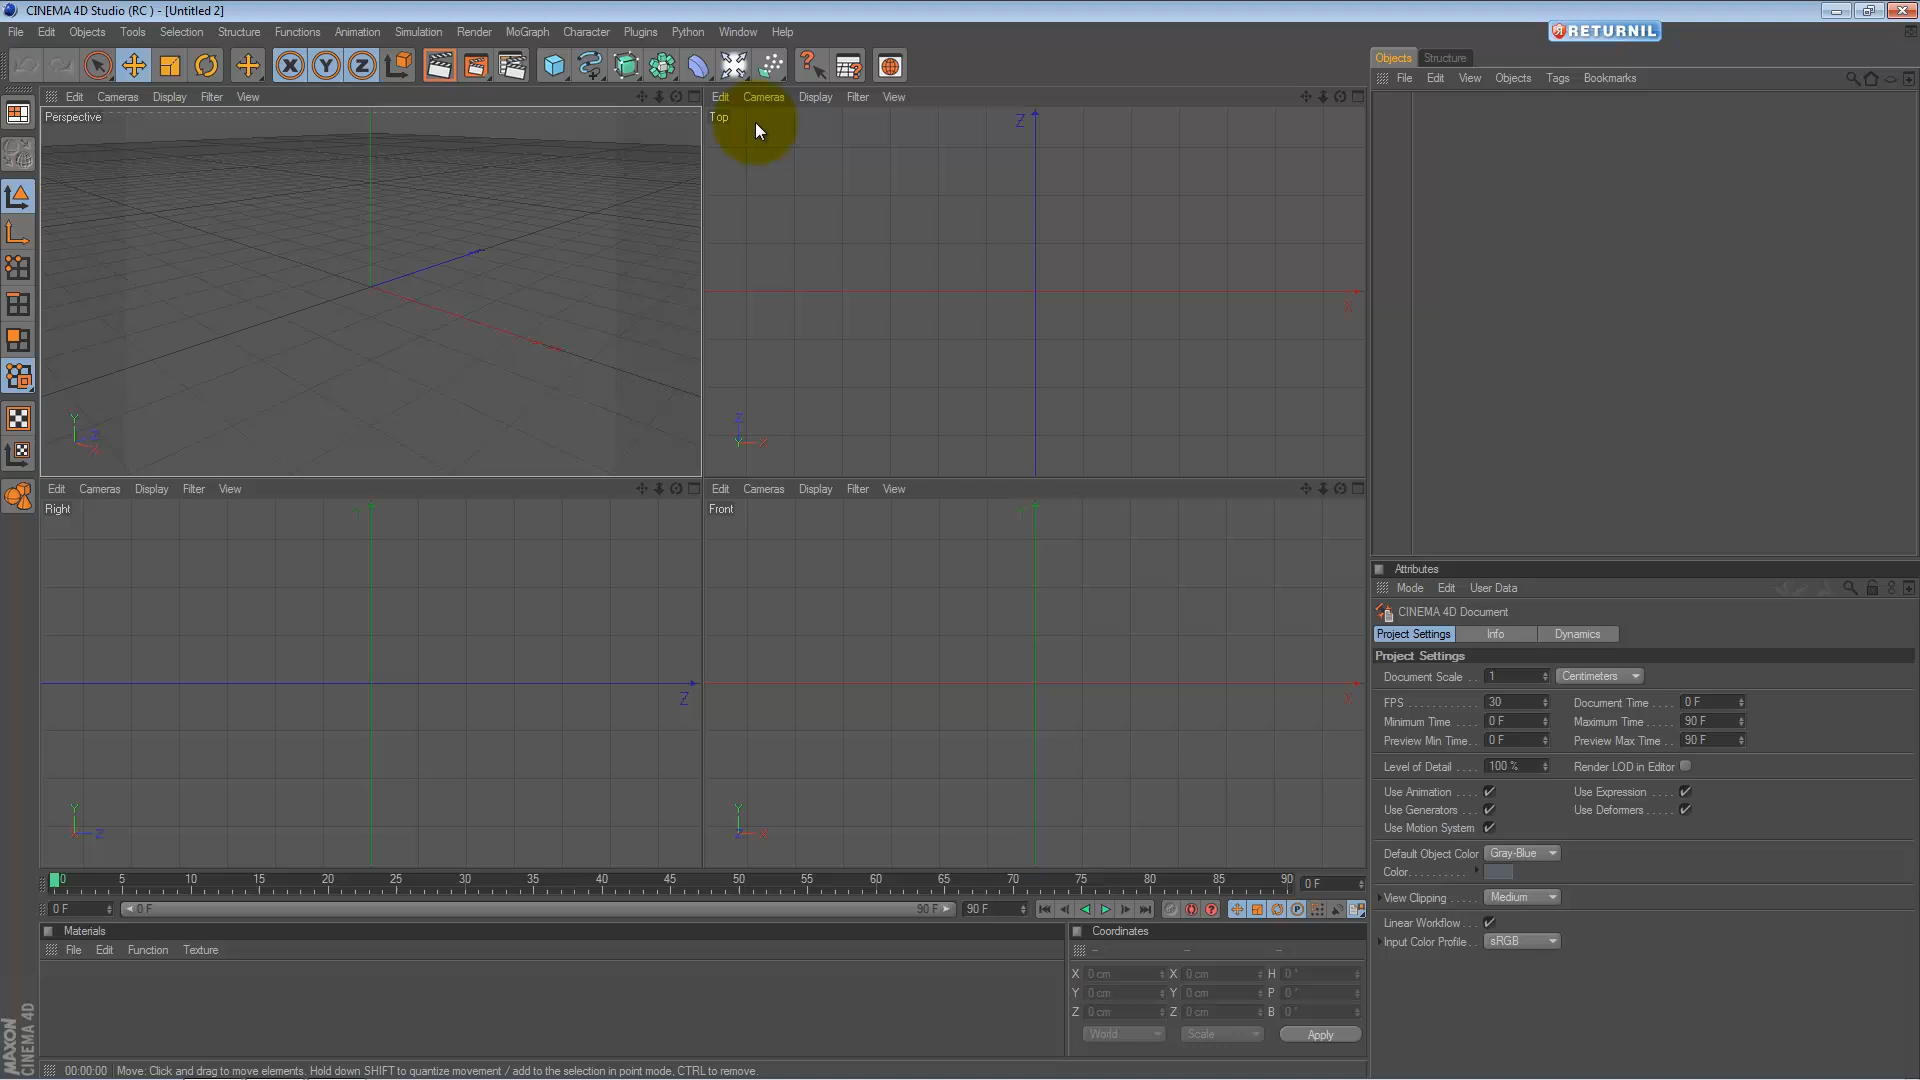 CINEMA 4D Studio (RC ) - [Untitled 2]
File Edit Objects Tools Selection Structure Functions Animation Simulation Render MoGraph Character Plugins Python Window Help
RETURNIL
Objects Structure
File Edit View Objects Tags Bookmarks
X Y Z
Edit Cameras Display Filter View
Edit Cameras Display Filter View
Perspective
Top
Z
X
Y
Z
X
Z
Y
X
Edit Cameras Display Filter View
Edit Cameras Display Filter View
Right
Front
Z
X
Y
Z
Y
Z
X
Attributes
Mode Edit User Data
CINEMA 4D Document
Project Settings Info Dynamics
Project Settings
Document Scale . . 1 Centimeters
FPS . . . . . . . . . . . . 30 Document Time . . . . 0 F
Minimum Time . . . . 0 F Maximum Time . . . . . 90 F
Preview Min Time. . 0 F Preview Max Time . . 90 F
Level of Detail . . . . 100 % Render LOD in Editor
Use Animation . . . . Use Expression . . . .
Use Generators . . . Use Deformers . . . . .
Use Motion System
Default Object Color Gray-Blue
Color. . . . . . . . . .
View Clipping . . . . . Medium
Linear Workflow . . .
Input Color Profile . . sRGB
0 5 10 15 20 25 30 35 40 45 50 55 60 65 70 75 80 85 90 0 F
0 F 0 F 90 F 90 F
Materials
File Edit Function Texture
Coordinates
-- -- --
X 0 cm X 0 cm H 0 °
Y 0 cm Y 0 cm P 0 °
Z 0 cm Z 0 cm B 0 °
World Scale Apply
MAXON
CINEMA 4D
00:00:00 Move: Click and drag to move elements. Hold down SHIFT to quantize movement / add to the selection in point mode, CTRL to remove.